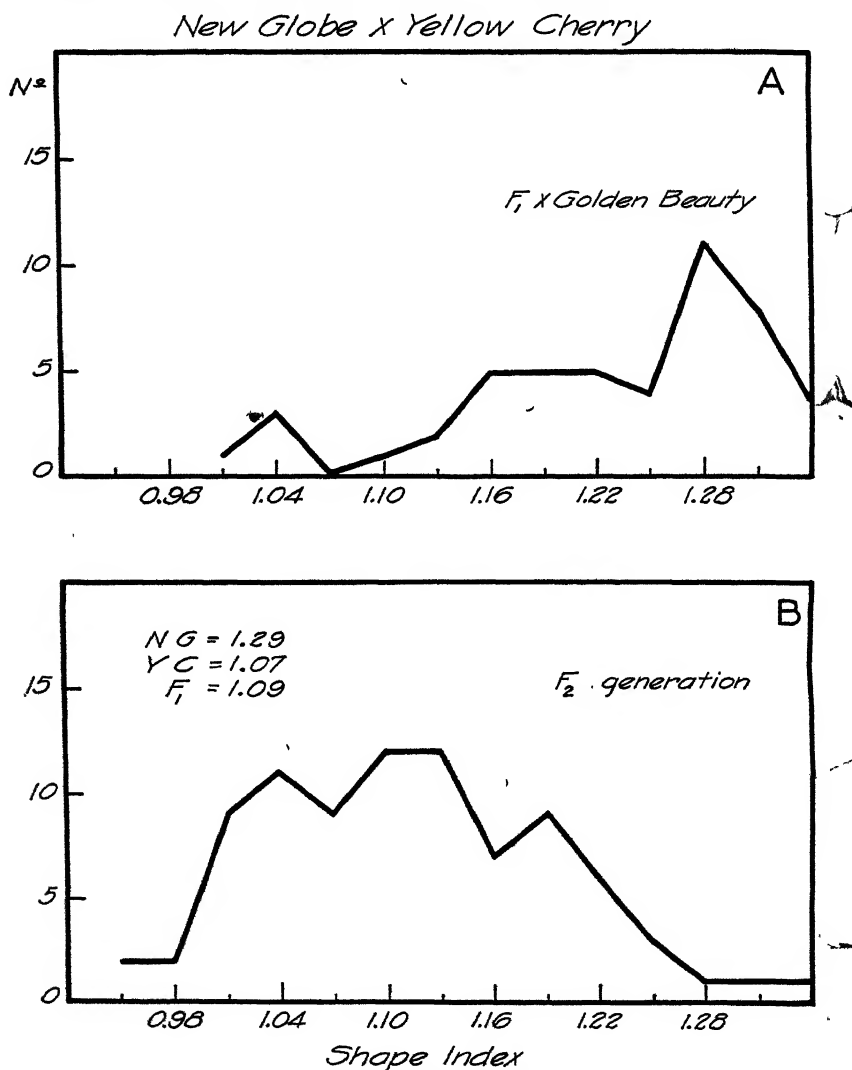 New Globe x Yellow Cherry
A
Nº
15
F₁ x Golden Beauty
10
5
0
0.98 1.04 1.10 1.16 1.22 1.28
B
N G = 1.29
Y C = 1.07
F₁ = 1.09
15
F₂ generation
10
5
0
0.98 1.04 1.10 1.16 1.22 1.28
Shape Index